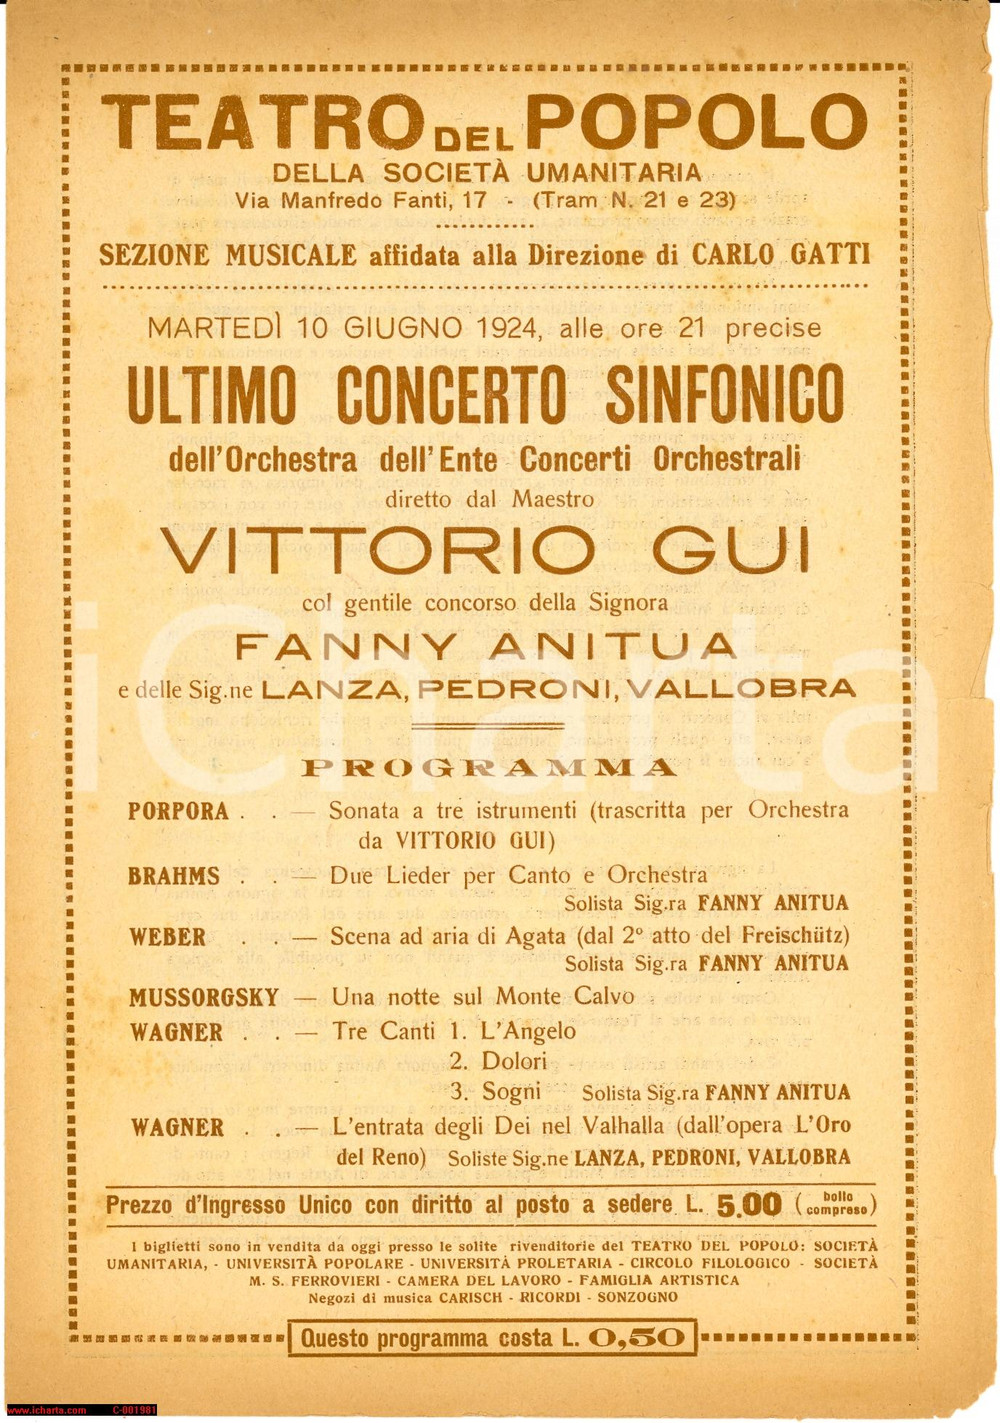 TEATRO DEL POPOLO
DELLA SOCIETÀ UMANITARIA
Via Manfredo Fanti, 17 - (Tram N. 21 e 23)
SEZIONE MUSICALE affidata alla Direzione di CARLO GATTI
MARTEDÌ 10 GIUGNO 1924, alle ore 21 precise
ULTIMO CONCERTO SINFONICO
dell'Orchestra dell'Ente Concerti Orchestrali
diretto dal Maestro
VITTORIO GUI
col gentile concorso della Signora
FANNY ANITUA
e delle Sig.ne LANZA, PEDRONI, VALLOBRA
iCharta
PROGRAMMA
PORPORA . . — Sonata a tre istrumenti (trascritta per Orchestra
da VITTORIO GUI)
BRAHMS . . — Due Lieder per Canto e Orchestra
Solista Sig.ra FANNY ANITUA
WEBER . . — Scena ad aria di Agata (dal 2º atto del Freischütz)
Solista Sig.ra FANNY ANITUA
MUSSORGSKY — Una notte sul Monte Calvo
WAGNER . . — Tre Canti 1. L'Angelo
2. Dolori
3. Sogni Solista Sig.ra FANNY ANITUA
WAGNER . . — L'entrata degli Dei nel Valhalla (dall'opera L'Oro
del Reno) Soliste Sig.ne LANZA, PEDRONI, VALLOBRA
Prezzo d'Ingresso Unico con diritto al posto a sedere L. 5.00 (bollo compreso)
I biglietti sono in vendita da oggi presso le solite rivenditorie del TEATRO DEL POPOLO: SOCIETÀ
UMANITARIA, - UNIVERSITÀ POPOLARE - UNIVERSITÀ PROLETARIA - CIRCOLO FILOLOGICO - SOCIETÀ
M. S. FERROVIERI - CAMERA DEL LAVORO - FAMIGLIA ARTISTICA
Negozi di musica CARISCH - RICORDI - SONZOGNO
Questo programma costa L. 0,50
www.icharta.com C-001981